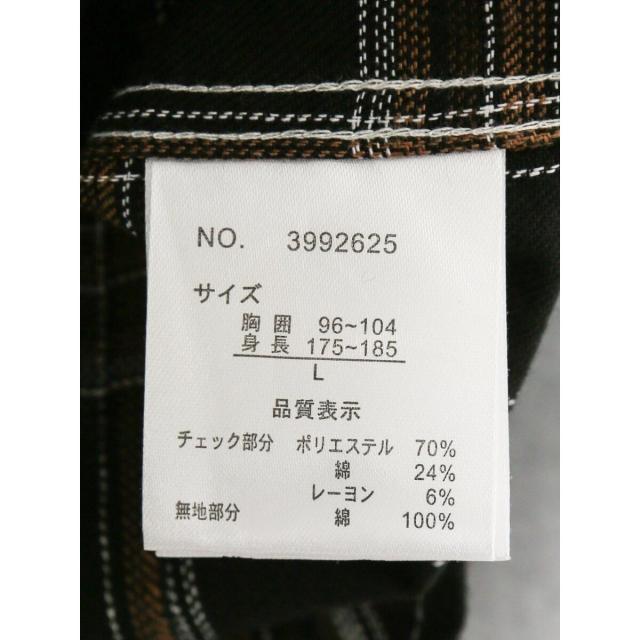 NO. 3992625
サイズ
胸囲 96~104
身長 175~185
L
品質表示
チェック部分 ポリエステル 70%
綿 24%
レーヨン 6%
無地部分 綿 100%